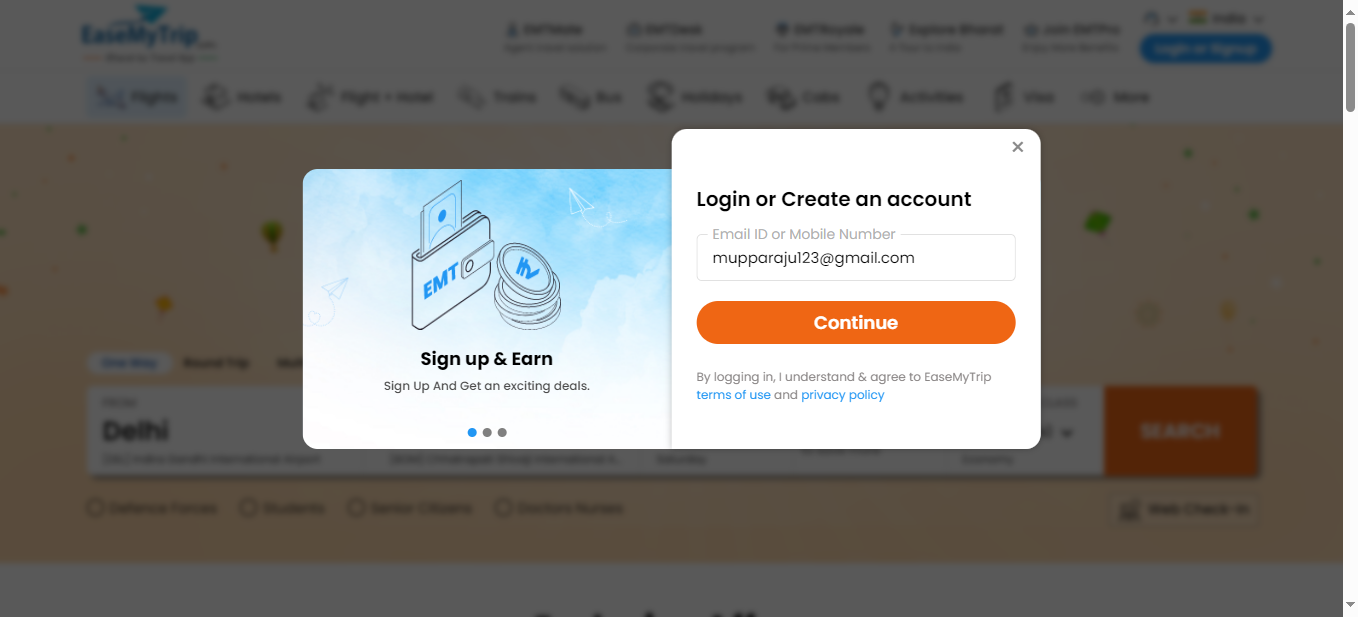 EaseMyTrip
India
Login or Signup
Flights
Hotels
Flight + Hotel
Trains
Bus
Holidays
Cabs
Activities
Visa
More
EMT
Sign up & Earn
Sign Up And Get an exciting deals.
Login or Create an account
Email ID or Mobile Number
mupparaju123@gmail.com
Continue
By logging in, I understand & agree to EaseMyTrip
terms of use and privacy policy
One Way
Round Trip
FROM
Delhi
SEARCH
Defence Forces
Students
Senior Citizens
Doctors Nurses
Web Check-In